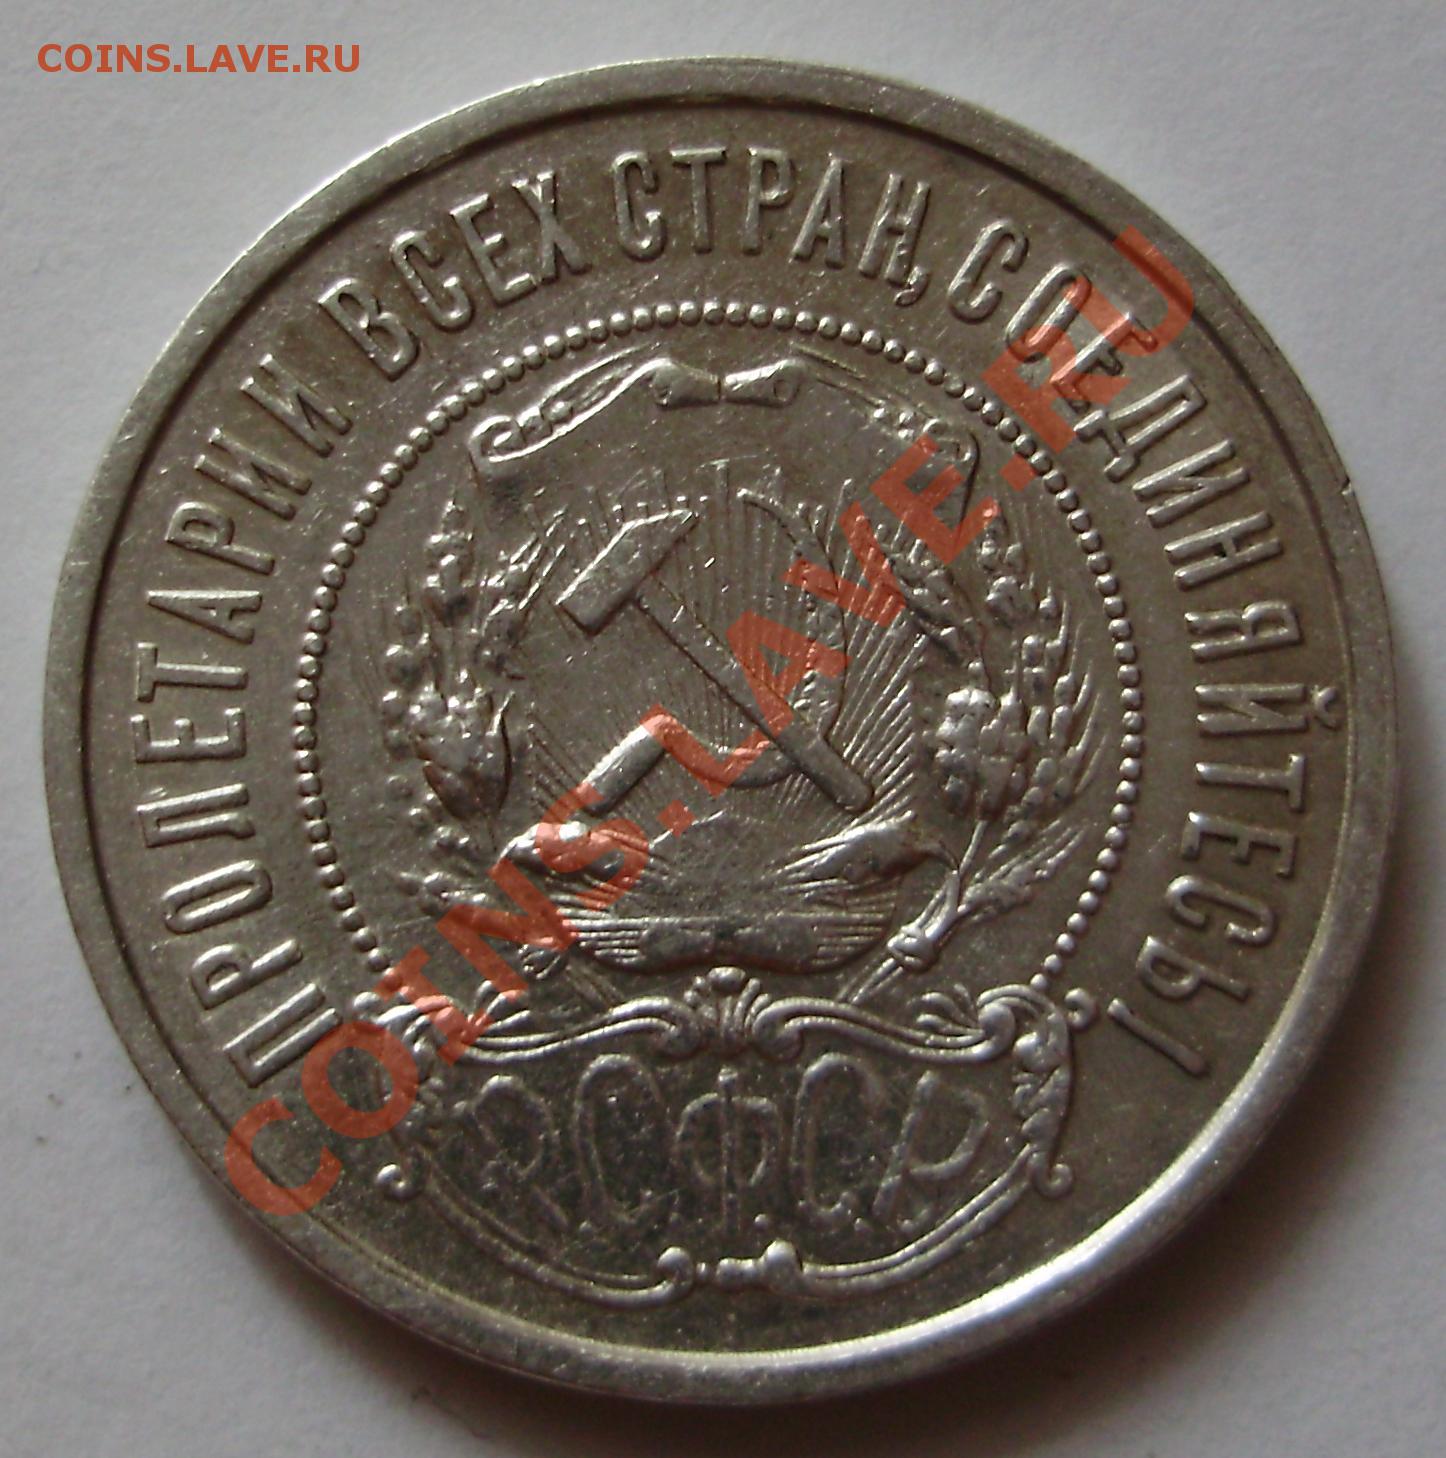 COINS.LAVE.RU
ПРОЛЕТАРИИ ВСЕХ СТРАН, СОЕДИНЯЙТЕСЬ!
РСФСР
COINS.LAVE.RU